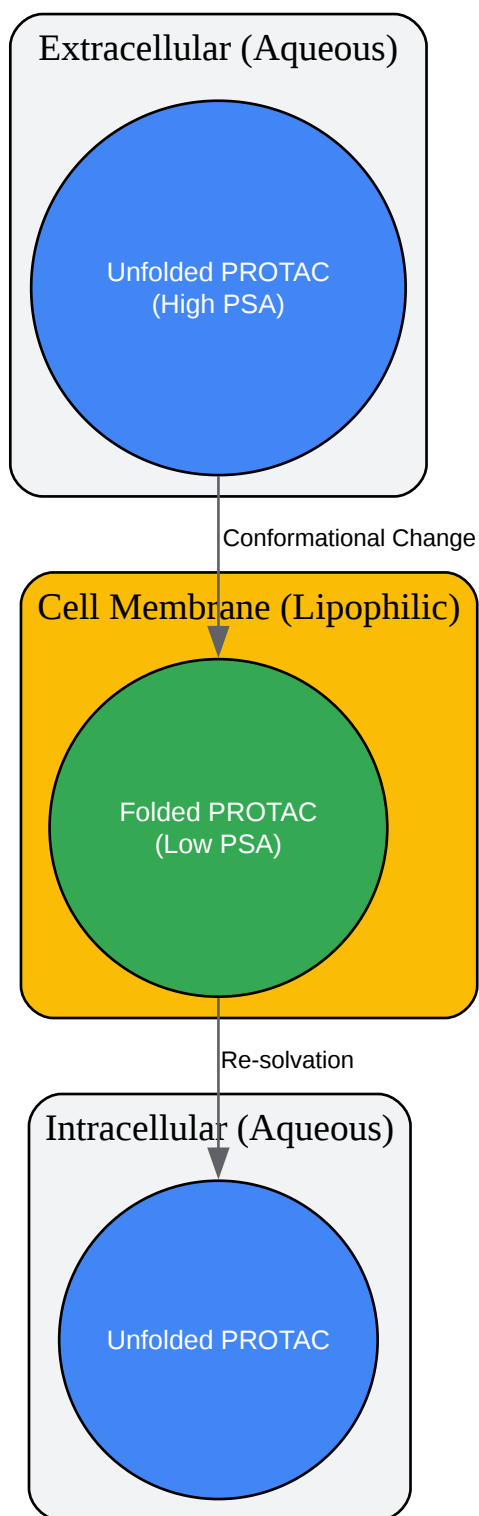 Extracellular (Aqueous)
Unfolded PROTAC
(High PSA)
Conformational Change
Cell Membrane (Lipophilic)
Folded PROTAC
(Low PSA)
Re-solvation
Intracellular (Aqueous)
Unfolded PROTAC